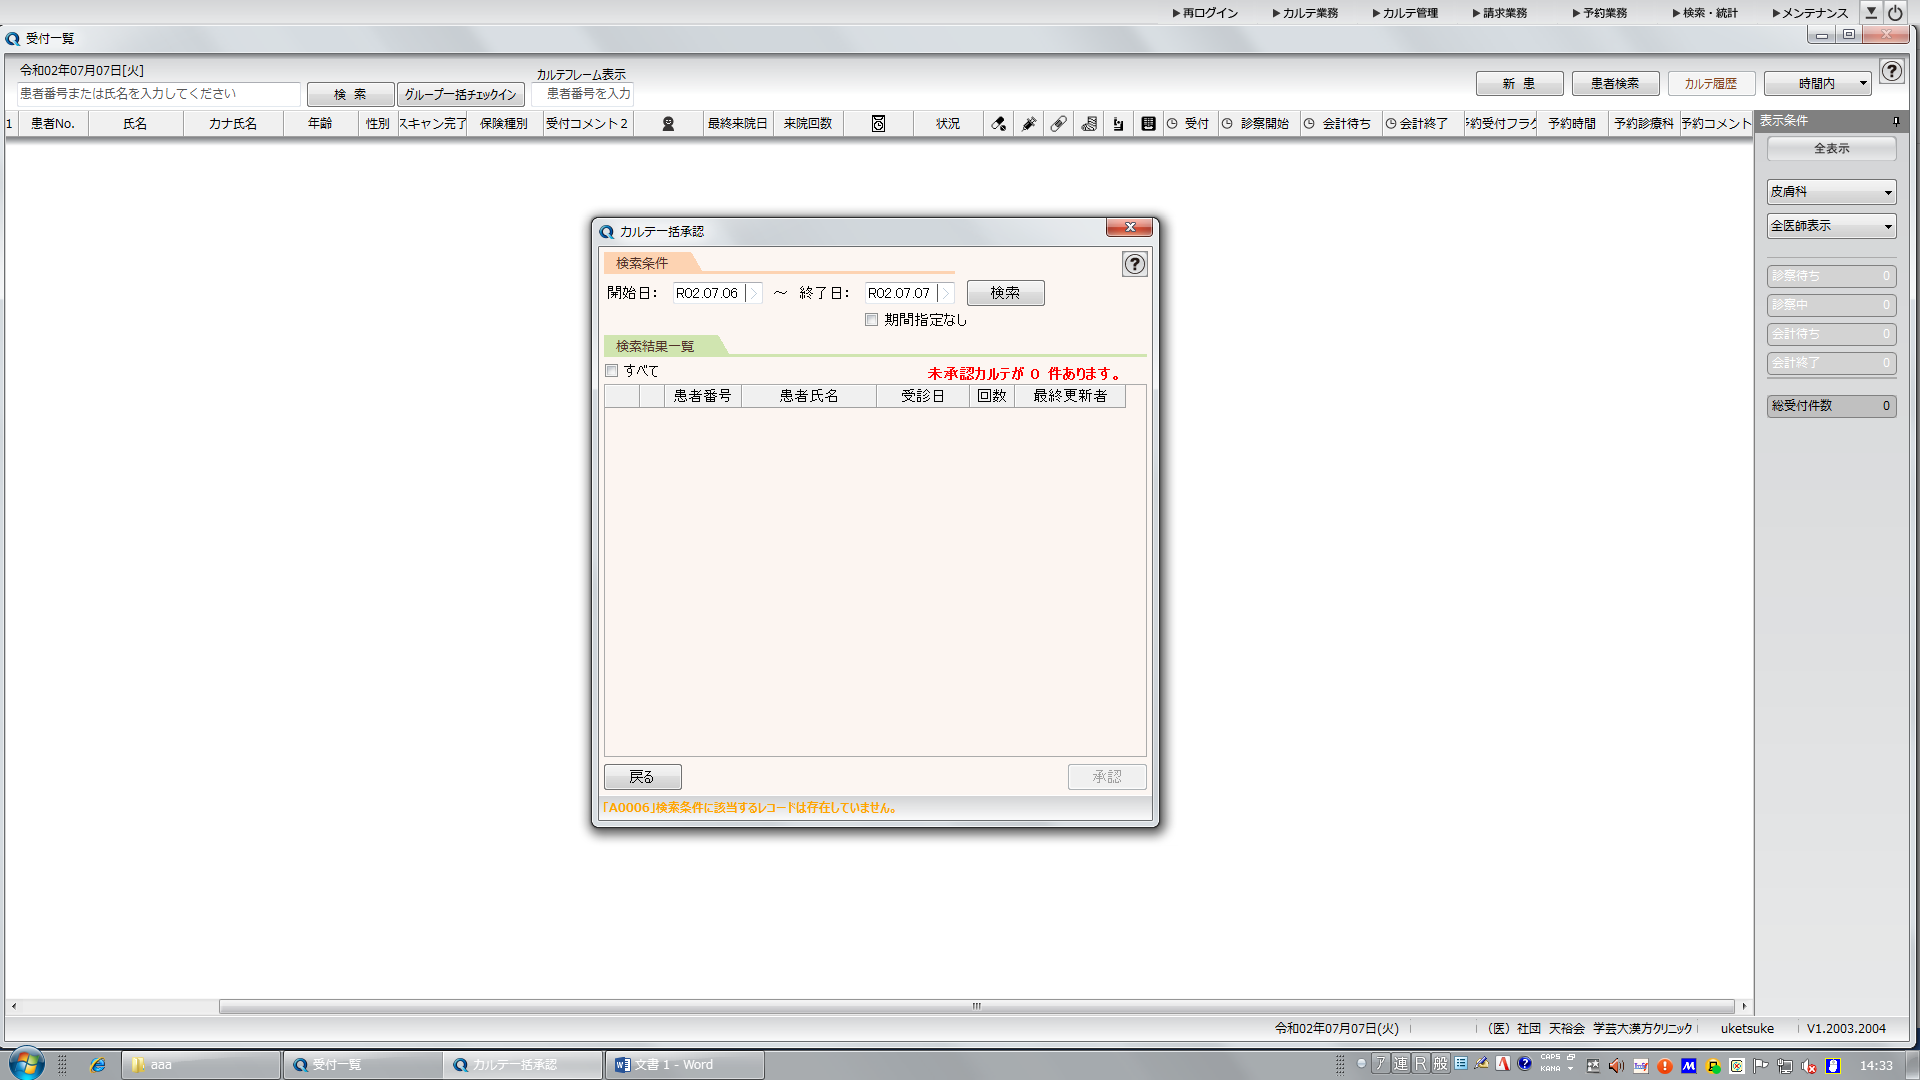 ▶再ログイン ▶カルテ業務 ▶カルテ管理 ▶請求業務 ▶予約業務 ▶検索・統計 ▶メンテナンス
受付一覧
令和02年07月07日[火]
カルテフレーム表示
患者番号または氏名を入力してください 検 索 グループ一括チェックイン 患者番号を入力
新 患 患者検索 カルテ履歴 時間内
1 患者No. 氏名 カナ氏名 年齢 性別 スキャン完了 保険種別 受付コメント2 最終来院日 来院回数 状況 受付 診察開始 会計待ち 会計終了 予約受付フラグ 予約時間 予約診療科 予約コメント
表示条件
全表示
皮膚科
全医師表示
診察待ち 0
診察中 0
会計待ち 0
会計終了 0
総受付件数 0
カルテ一括承認
検索条件
開始日: R02.07.06 ～ 終了日: R02.07.07 検索
期間指定なし
検索結果一覧
すべて 未承認カルテが 0 件あります。
患者番号 患者氏名 受診日 回数 最終更新者
戻る 承認
「A0006」検索条件に該当するレコードは存在していません。
令和02年07月07日(火) (医)社団 天裕会 学芸大漢方クリニック uketsuke V1.2003.2004
aaa 受付一覧 カルテ一括承認 文書 1 - Word
ア 連 R 般 CAPS KANA 14:33